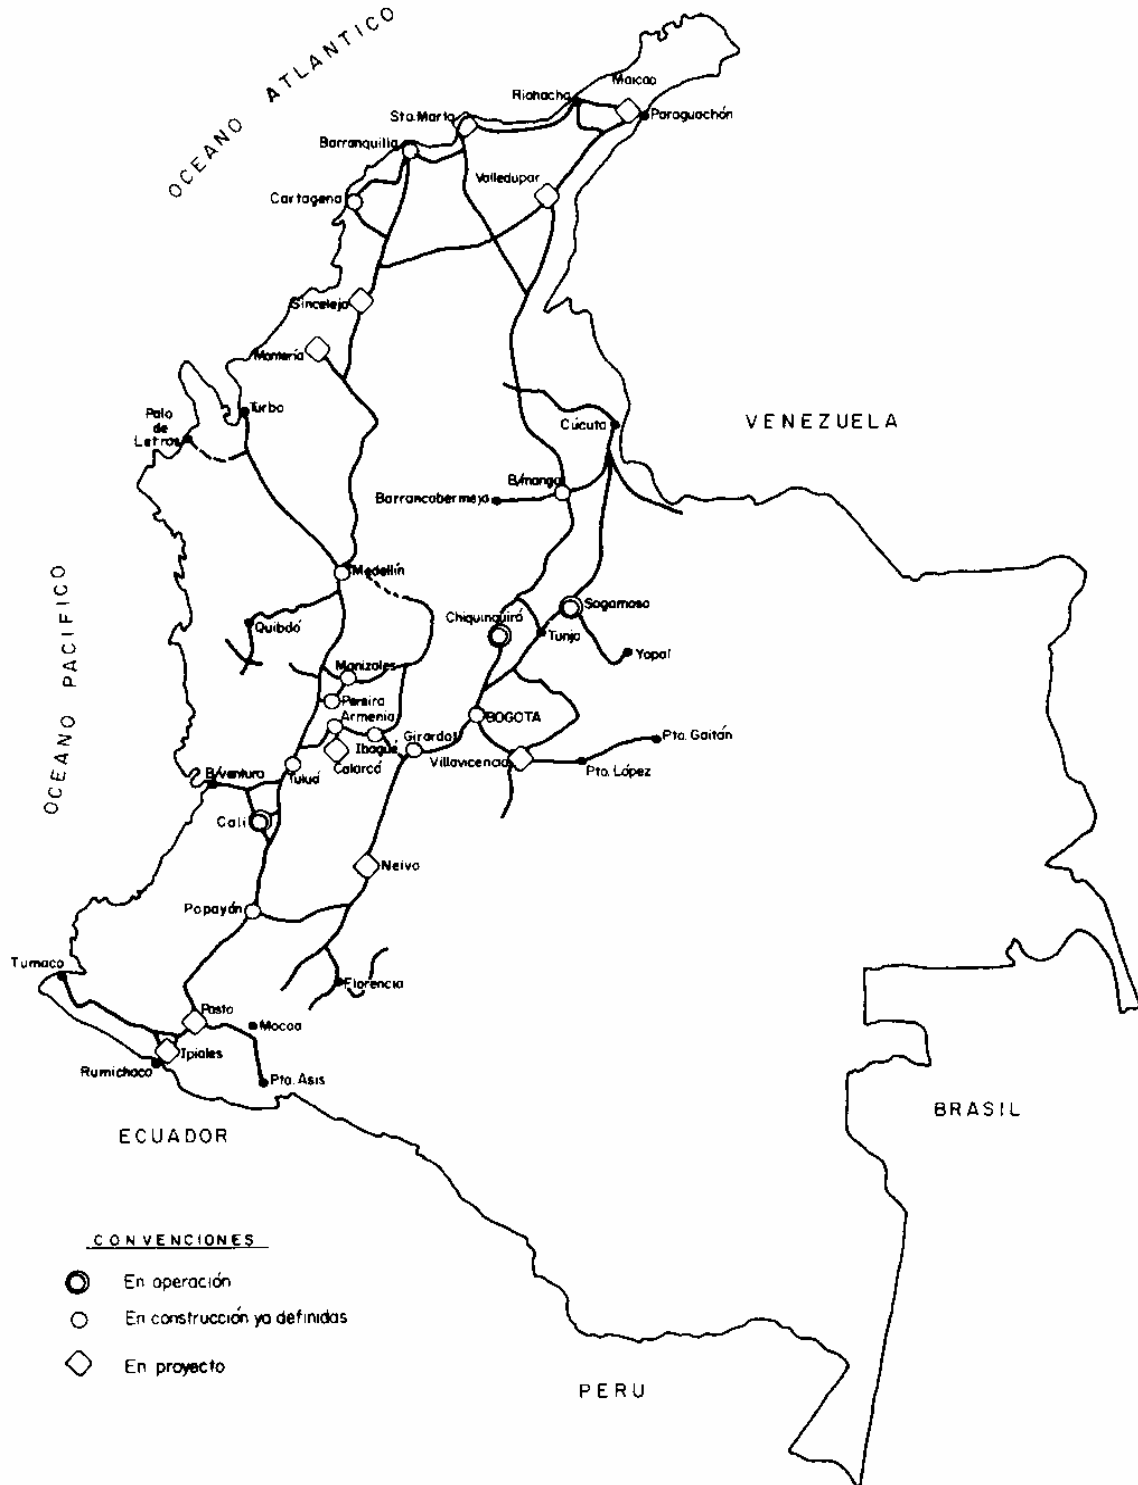 OCEANO ATLANTICO
Maicao
Riohacha
Paraguachón
Sta. Marta
Barranquilla
Valledupar
Cartagena
Sincelejo
Montería
Turbo
Palo
de
Letras
Cúcuta
VENEZUELA
B/manga
Barrancabermeja
Medellín
OCEANO PACIFICO
Quibdó
Chiquinquirá
Sogamoso
Tunja
Yopal
Manizales
Pereira
Armenia
BOGOTA
Girardot
Ibagué
Villavicencio
Pto. Gaitán
Pto. López
Calarcá
Tuluá
B/ventura
Cali
Neiva
Popayán
Tumaco
Florencia
Pasto
Mocoa
Ipiales
Rumichaca
Pto. Asis
ECUADOR
BRASIL
CONVENCIONES
En operación
En construcción ya definidas
En proyecto
PERU